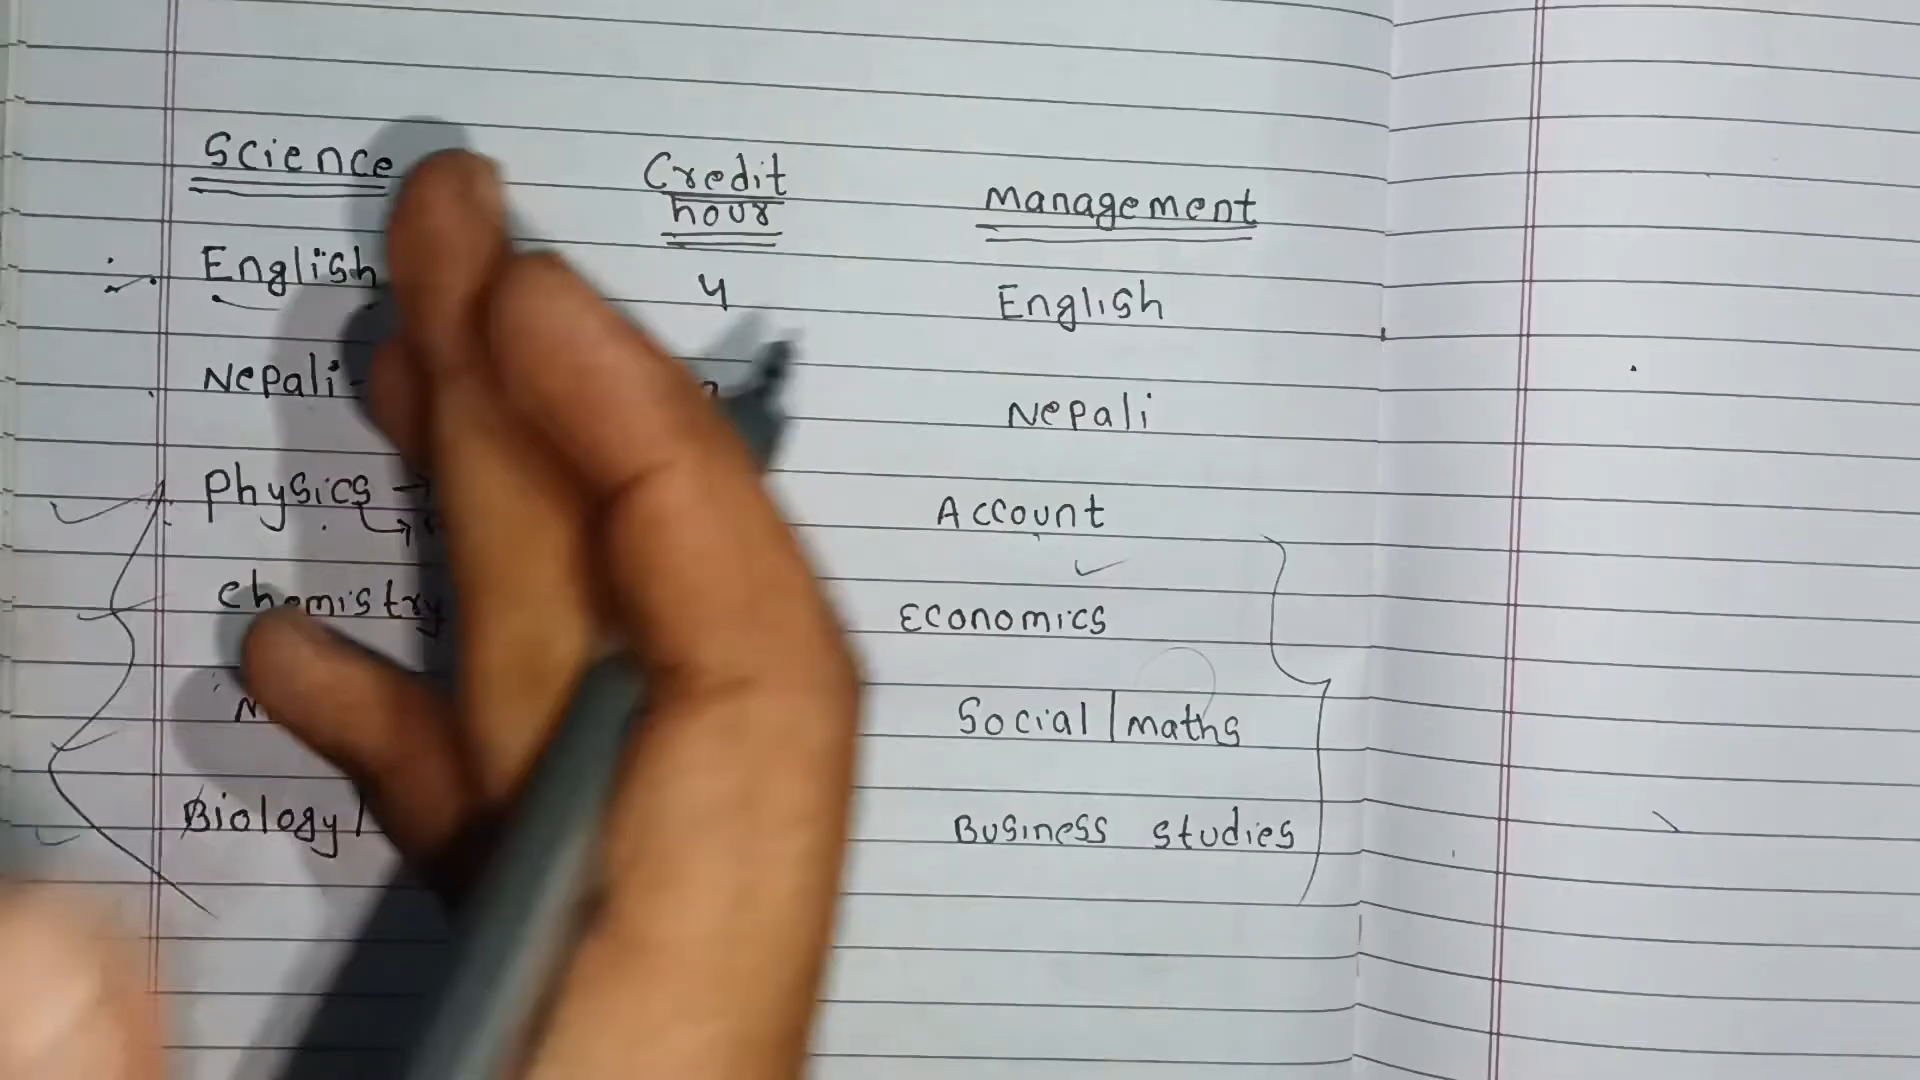 Science
Credit
hour
Management
English
4
English
Nepali
Nepali
Physics
Account
Chemistry
Economics
Social | maths
Biology |
Business studies